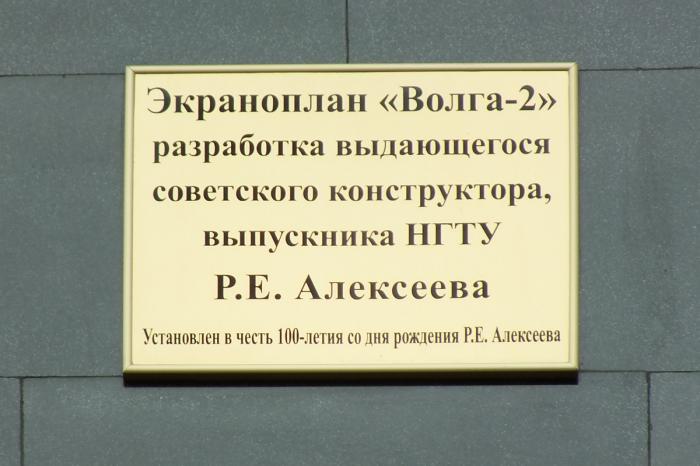 Экраноплан «Волга-2»
разработка выдающегося
советского конструктора,
выпускника НГТУ
Р.Е. Алексеева
Установлен в честь 100-летия со дня рождения Р.Е. Алексеева